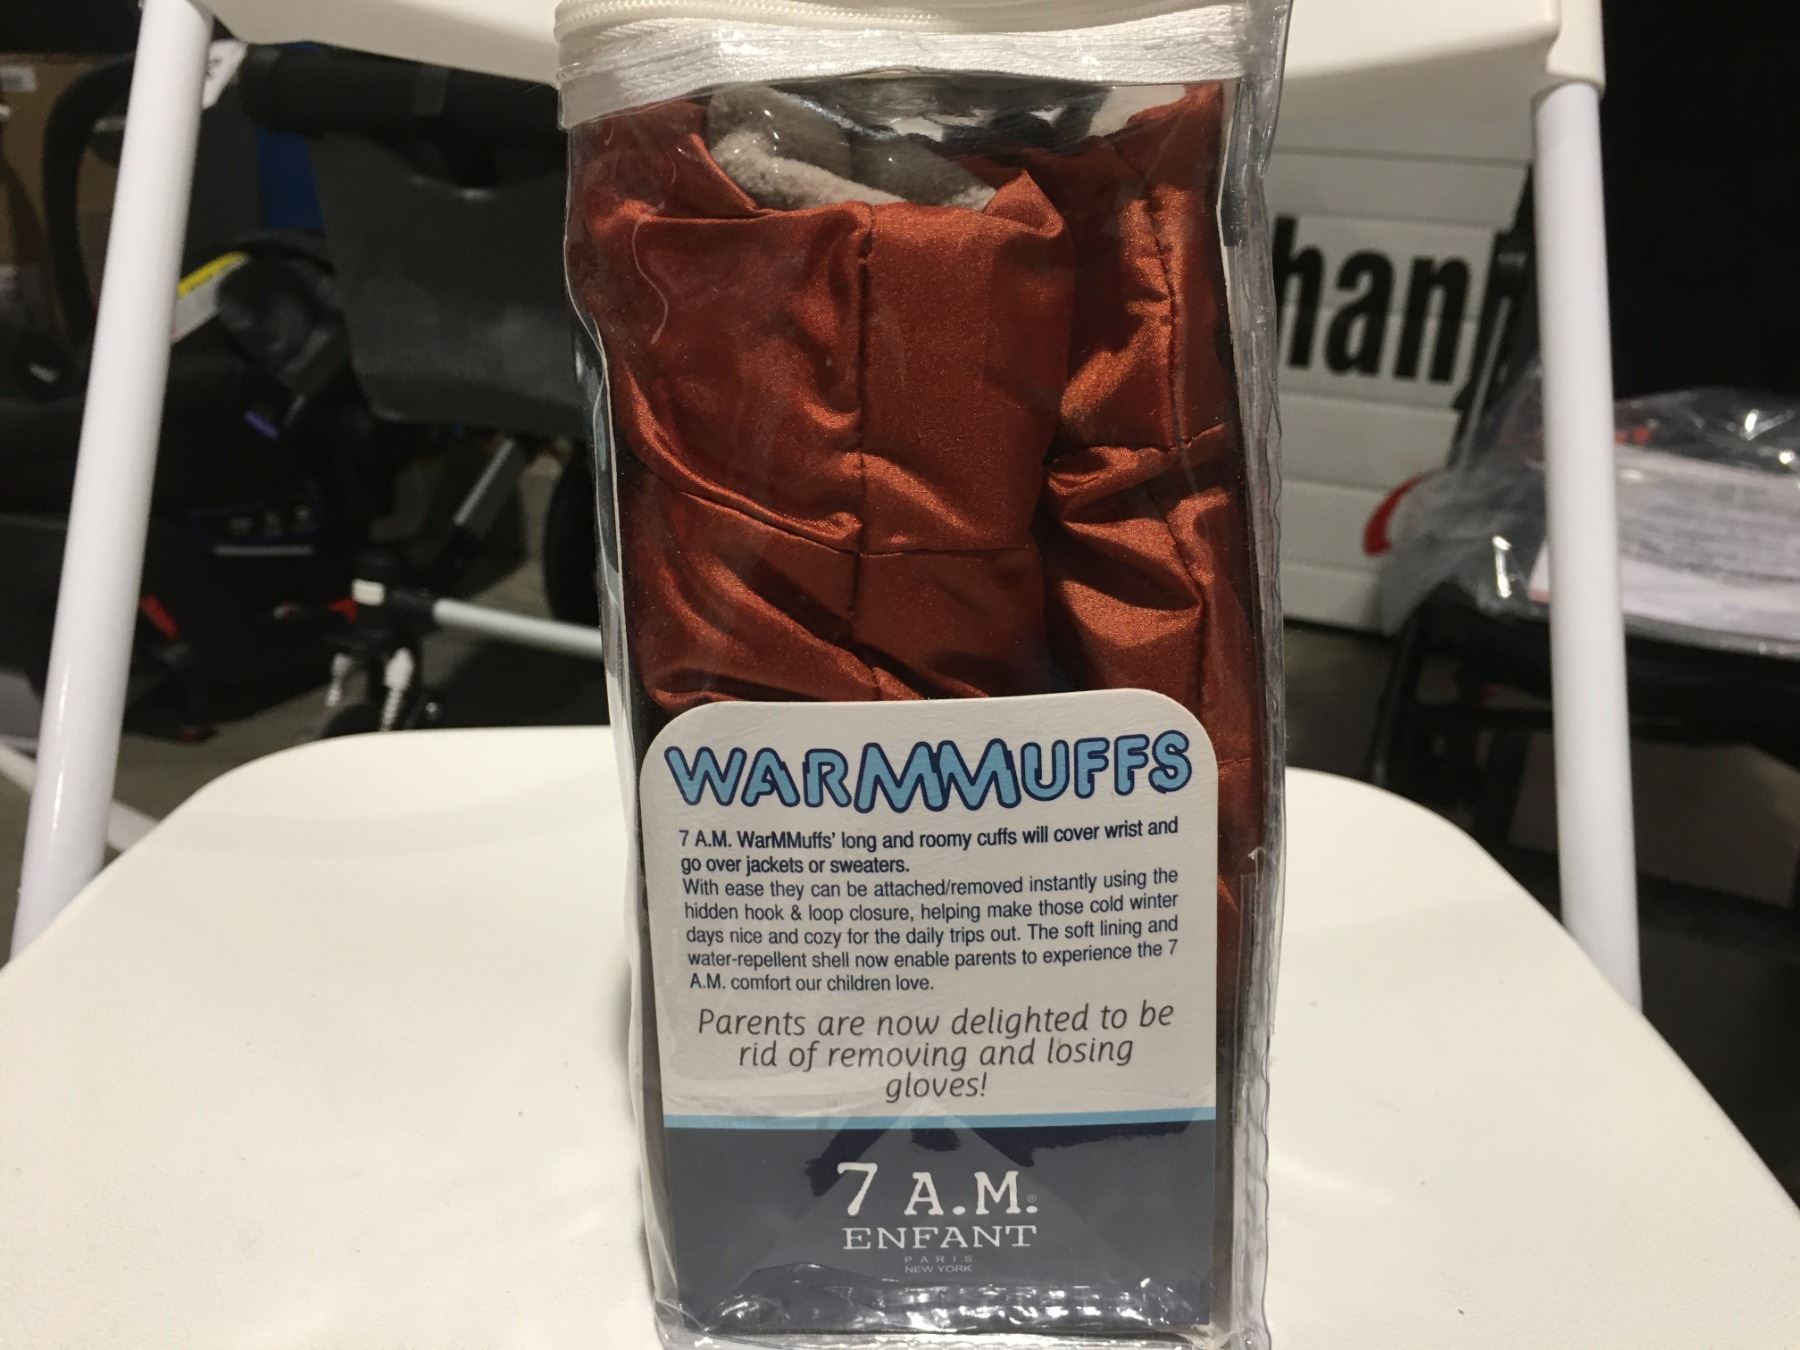 han
WARMMUFFS
7 A.M. WarMMuffs' long and roomy cuffs will cover wrist and
go over jackets or sweaters.
With ease they can be attached/removed instantly using the
hidden hook & loop closure, helping make those cold winter
days nice and cozy for the daily trips out. The soft lining and
water-repellent shell now enable parents to experience the 7
A.M. comfort our children love.
Parents are now delighted to be
rid of removing and losing
gloves!
7 A.M.®
ENFANT
PARIS
NEW YORK